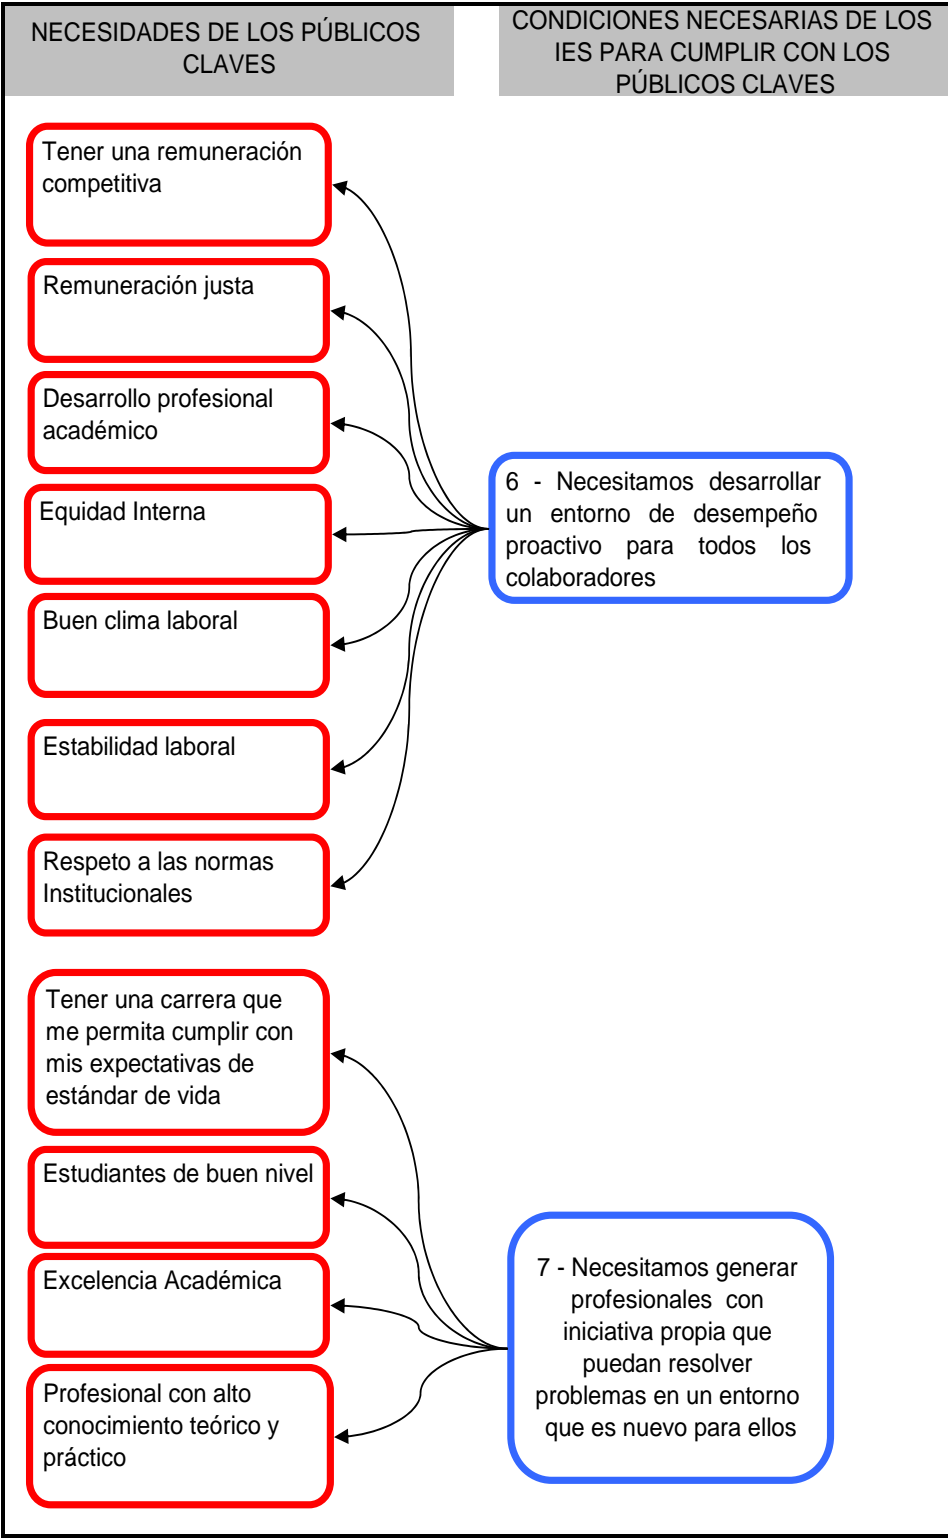 NECESIDADES DE LOS PÚBLICOS
CLAVES
CONDICIONES NECESARIAS DE LOS
IES PARA CUMPLIR CON LOS
PÚBLICOS CLAVES
Tener una remuneración
competitiva
Remuneración justa
Desarrollo profesional
académico
Equidad Interna
Buen clima laboral
Estabilidad laboral
Respeto a las normas
Institucionales
6 - Necesitamos desarrollar
un entorno de desempeño
proactivo para todos los
colaboradores
Tener una carrera que
me permita cumplir con
mis expectativas de
estándar de vida
Estudiantes de buen nivel
Excelencia Académica
Profesional con alto
conocimiento teórico y
práctico
7 - Necesitamos generar
profesionales con
iniciativa propia que
puedan resolver
problemas en un entorno
que es nuevo para ellos